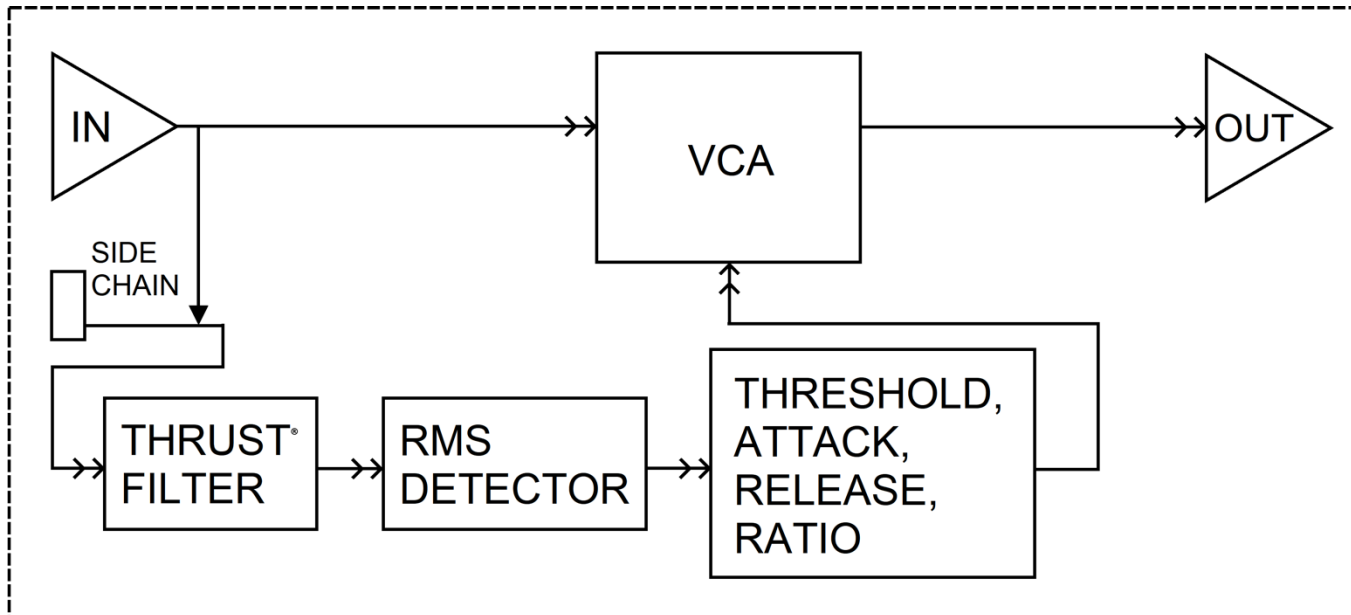 IN
VCA
OUT
SIDE
CHAIN
THRUST®
FILTER
RMS
DETECTOR
THRESHOLD,
ATTACK,
RELEASE,
RATIO